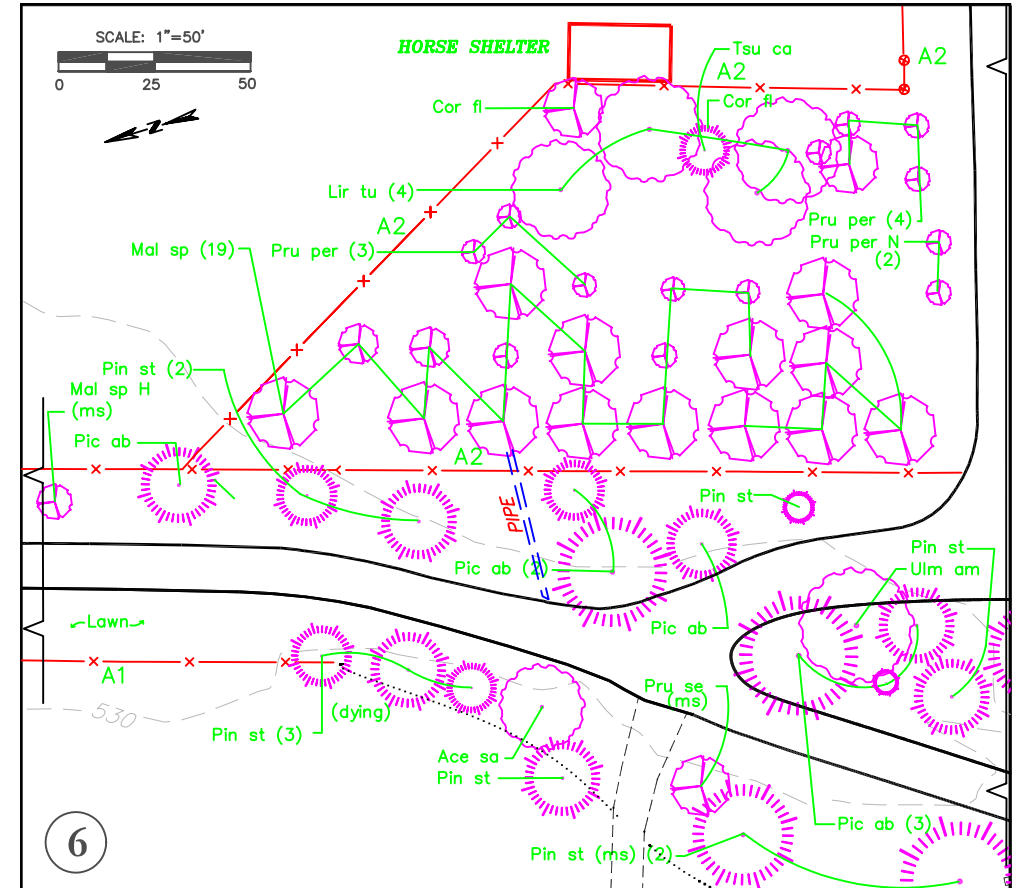 SCALE: 1"=50'
0 25 50
N
HORSE SHELTER
Tsu ca
A2
A2
Cor fl
Cor fl
Lir tu (4)
A2
Mal sp (19)
Pru per (3)
Pru per (4)
Pru per N
(2)
Pin st (2)
Mal sp H
(ms)
Pic ab
A2
PIPE
Pin st
Pic ab (2)
Pin st
Ulm am
Pic ab
Lawn
A1
530
Pin st (3)
(dying)
Pru se
(ms)
Ace sa
Pin st
Pic ab (3)
Pin st (ms) (2)
6